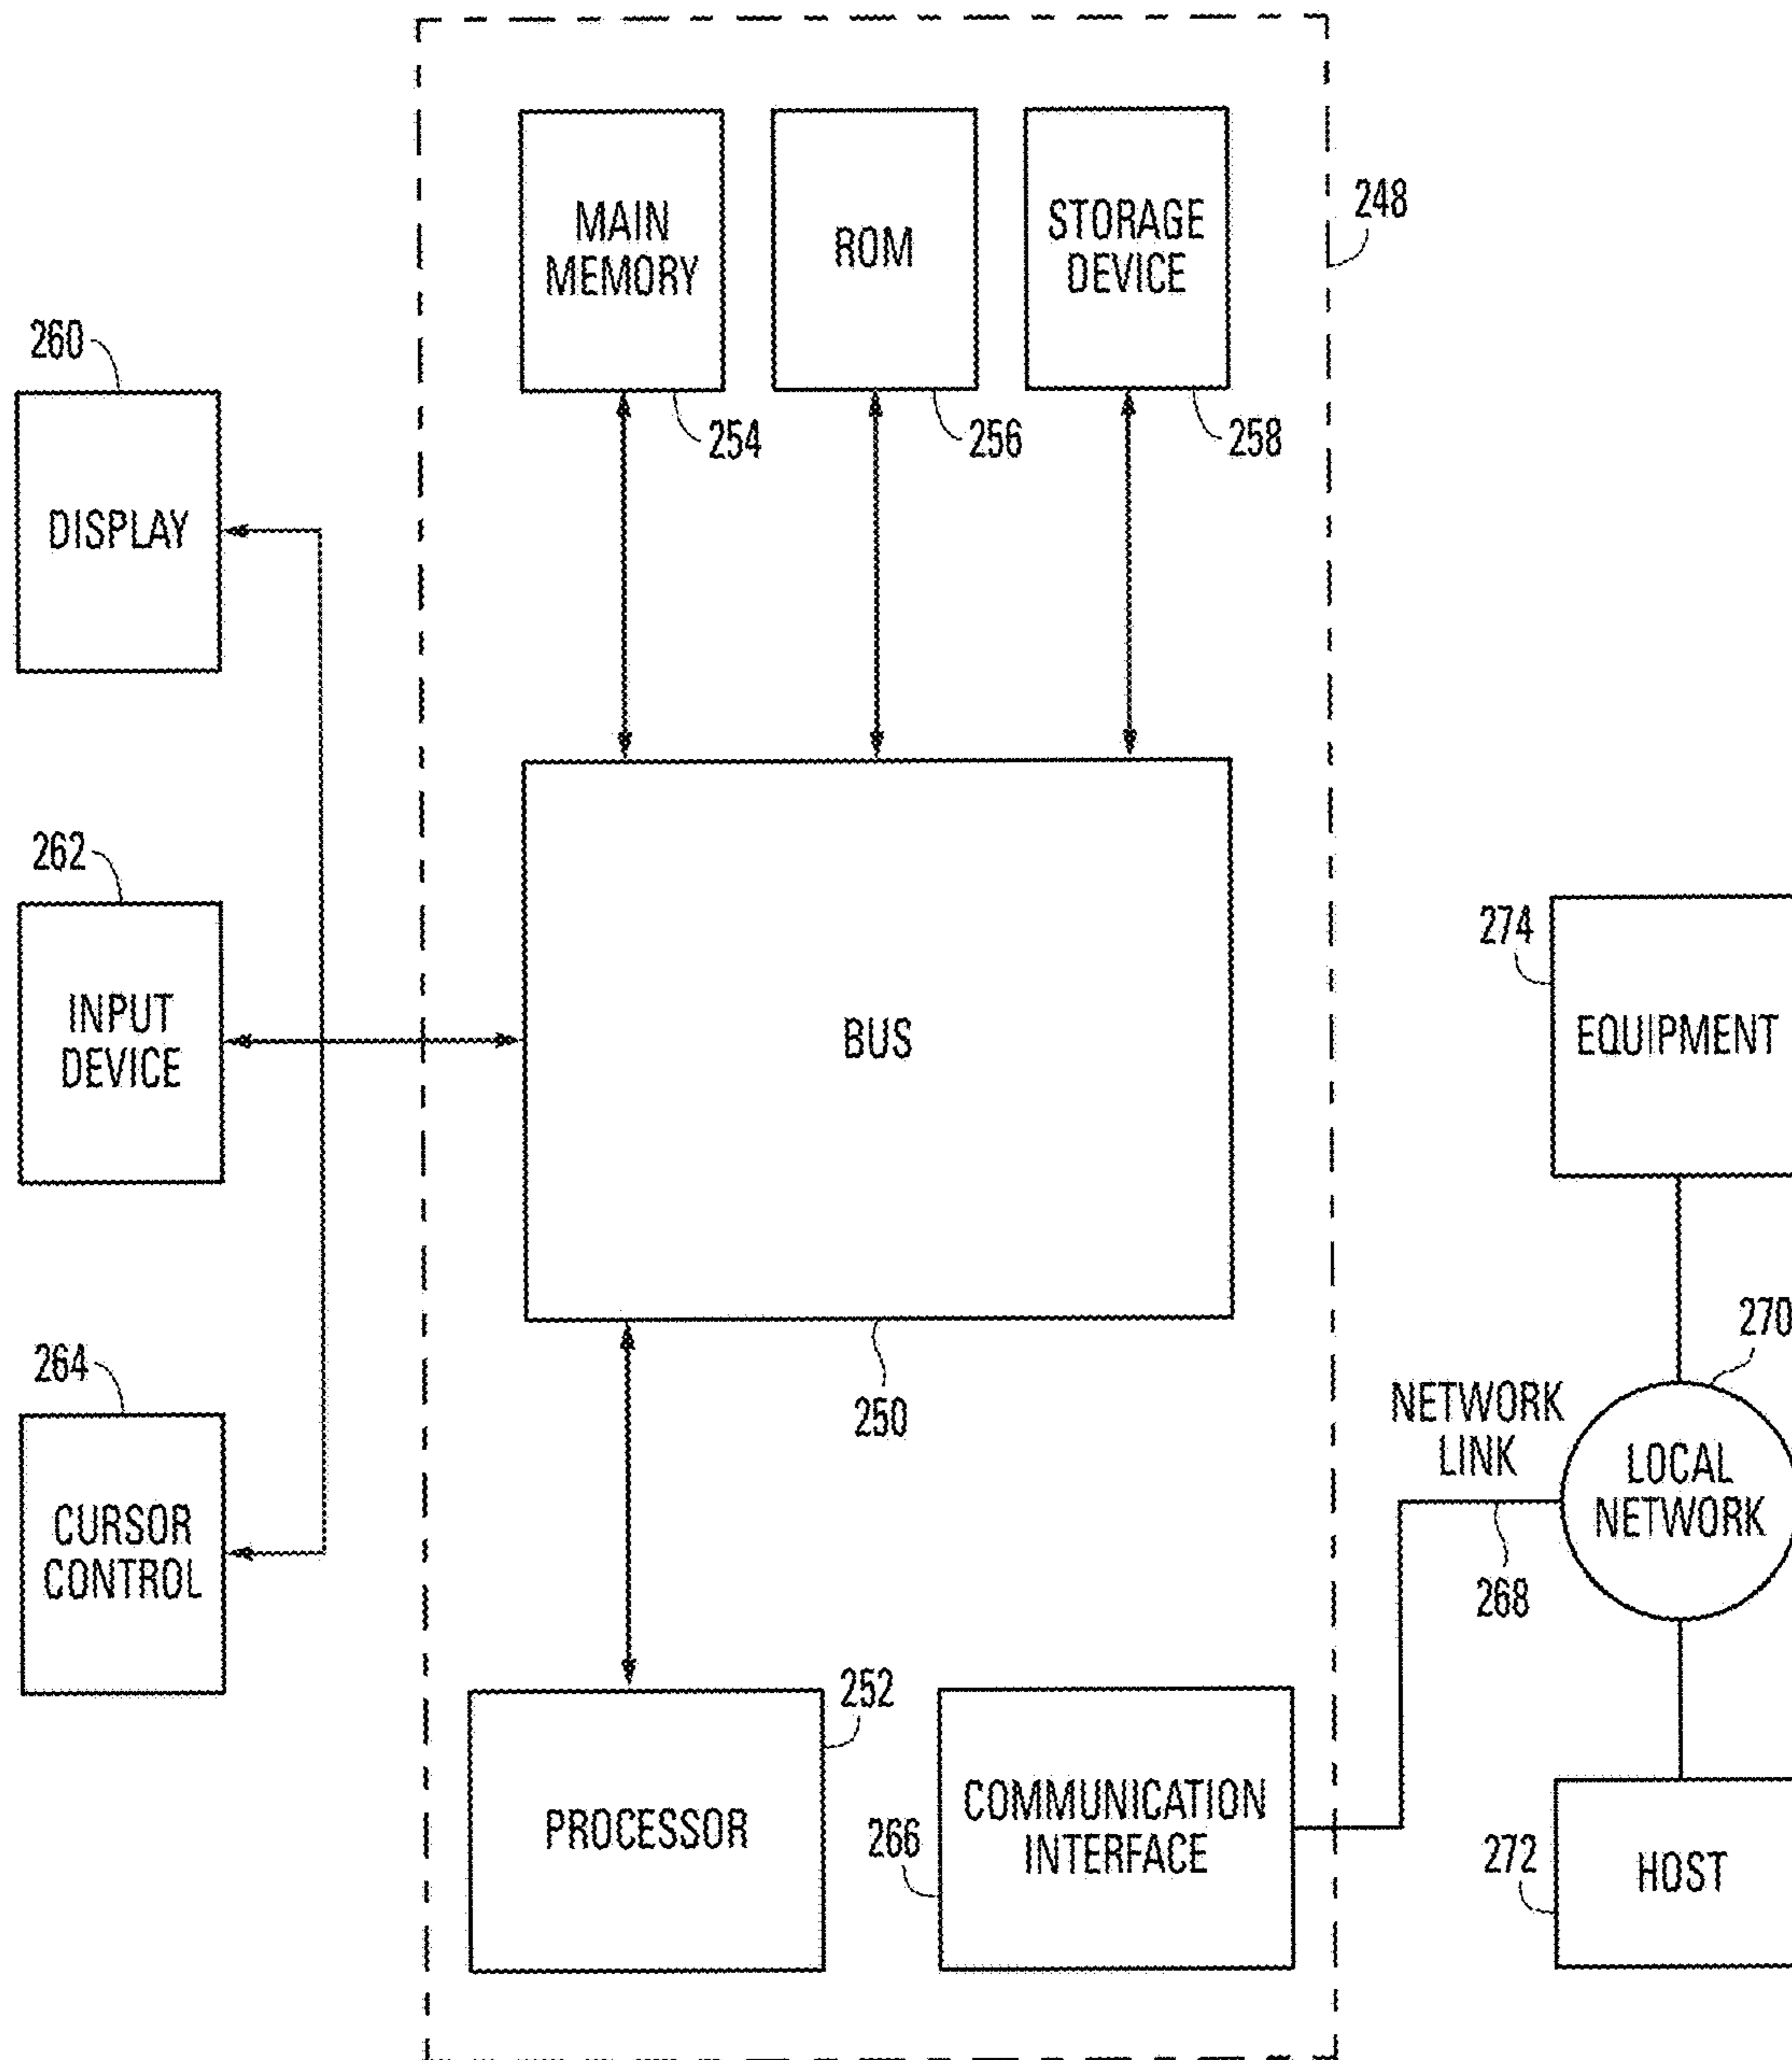 248
MAIN
MEMORY
254
ROM
256
STORAGE
DEVICE
258
260
DISPLAY
262
INPUT
DEVICE
264
CURSOR
CONTROL
BUS
250
252
PROCESSOR
266
COMMUNICATION
INTERFACE
274
EQUIPMENT
270
NETWORK
LINK
268
LOCAL
NETWORK
272
HOST